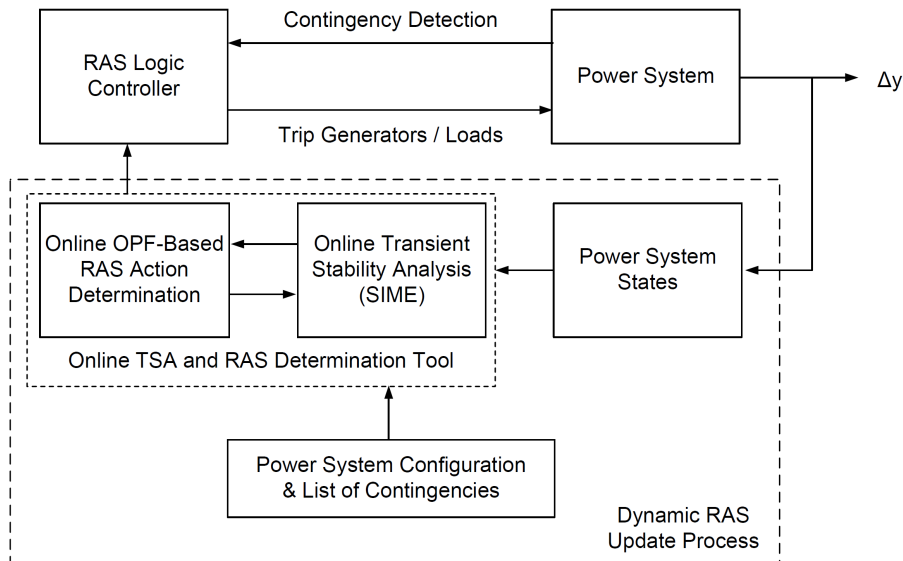 Contingency Detection
RAS Logic
Controller
Power System
Δy
Trip Generators / Loads
Online OPF-Based
RAS Action
Determination
Online Transient
Stability Analysis
(SIME)
Power System
States
Online TSA and RAS Determination Tool
Power System Configuration
& List of Contingencies
Dynamic RAS
Update Process